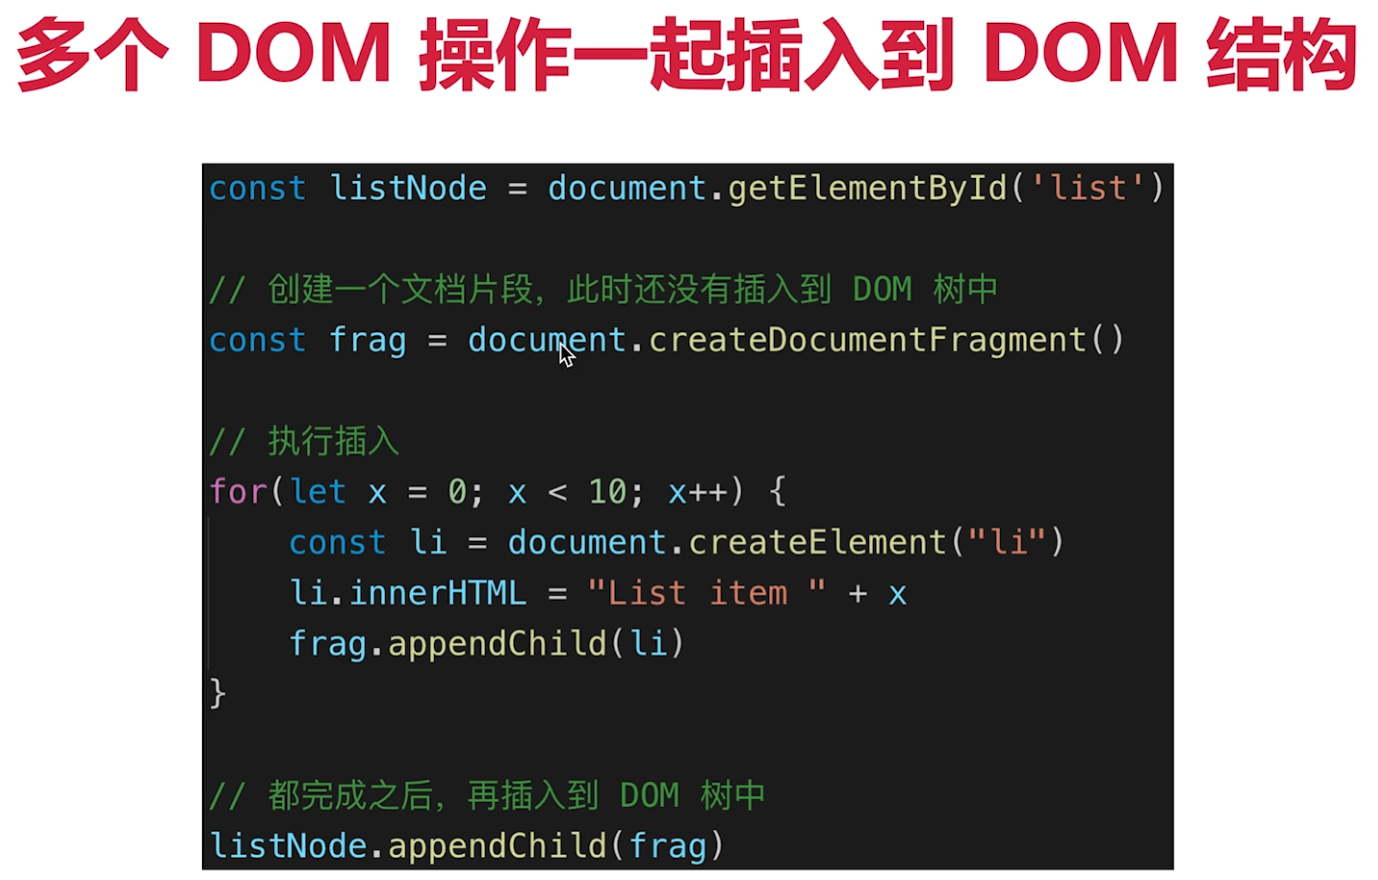 多个 DOM 操作一起插入到 DOM 结构
const listNode = document.getElementById('list')
// 创建一个文档片段，此时还没有插入到 DOM 树中
const frag = document.createDocumentFragment()
// 执行插入
for(let x = 0; x < 10; x++) {
    const li = document.createElement("li")
    li.innerHTML = "List item " + x
    frag.appendChild(li)
}
// 都完成之后，再插入到 DOM 树中
listNode.appendChild(frag)